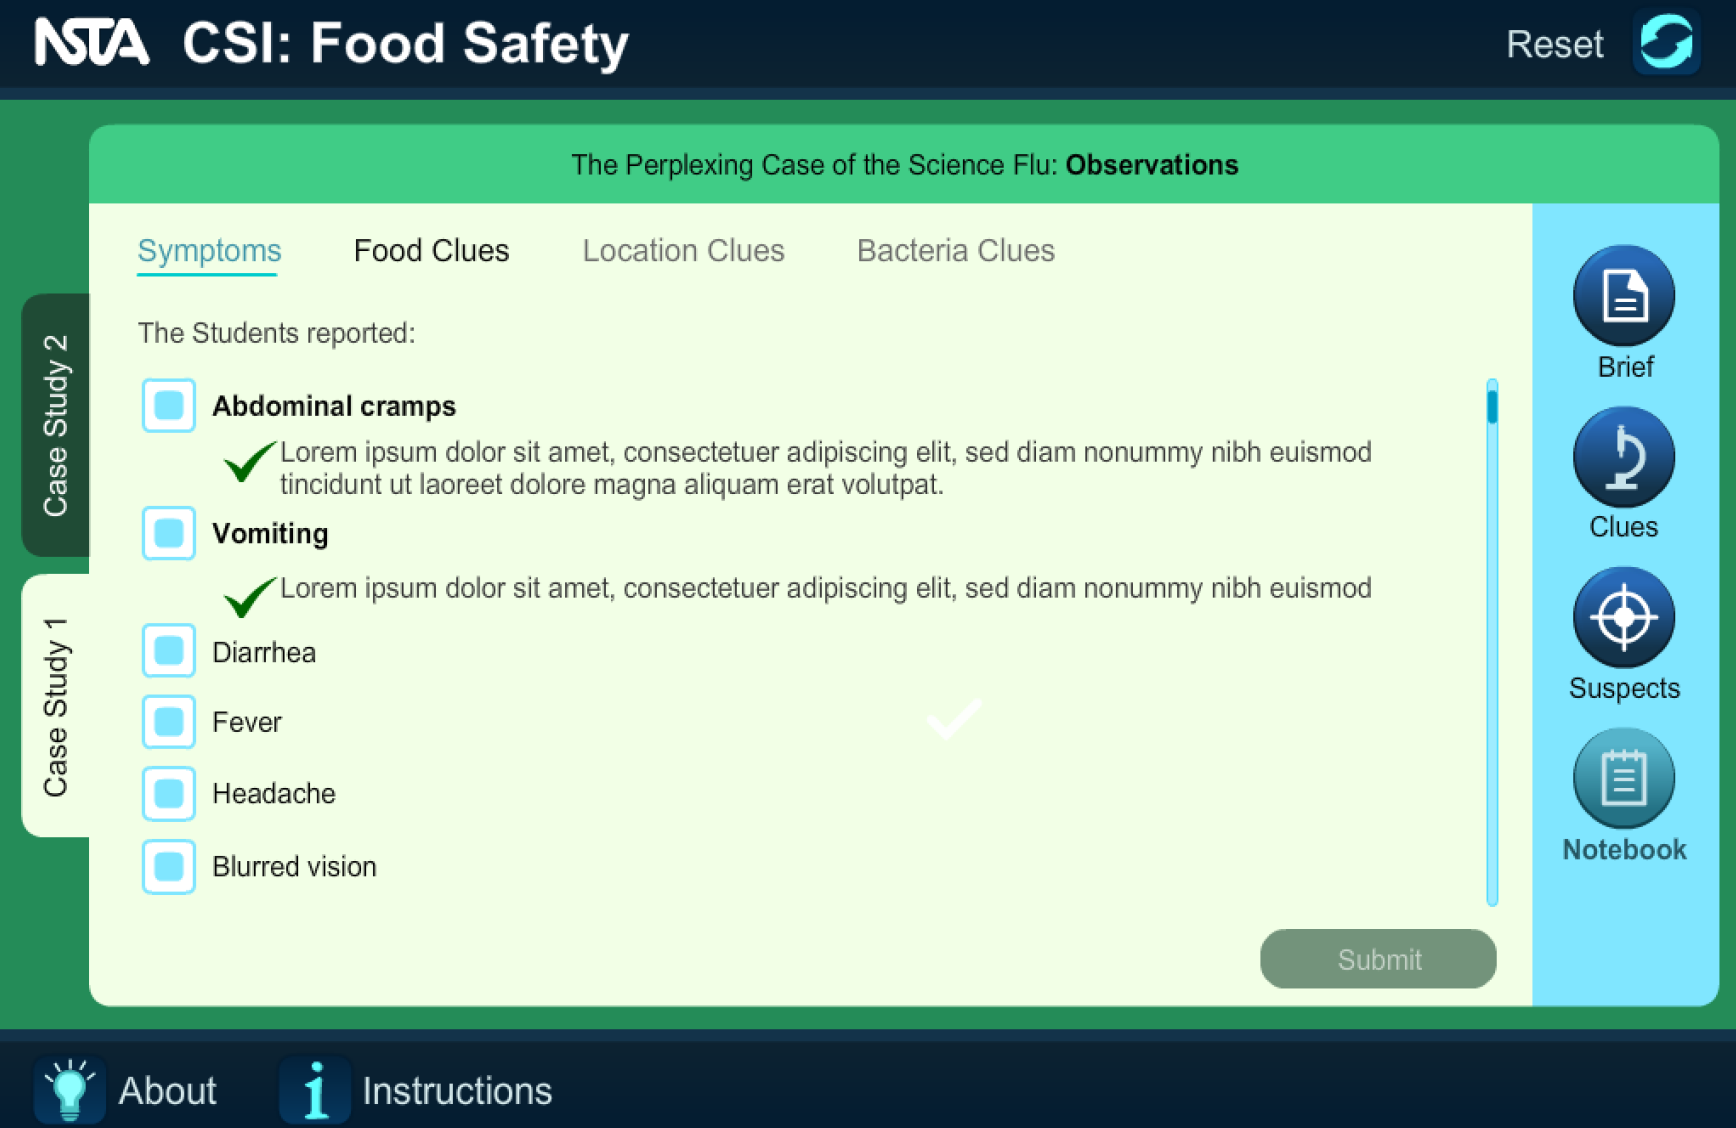 NSTA CSI: Food Safety
Reset
The Perplexing Case of the Science Flu: Observations
Symptoms Food Clues Location Clues Bacteria Clues
The Students reported:
Abdominal cramps
Lorem ipsum dolor sit amet, consectetuer adipiscing elit, sed diam nonummy nibh euismod
tincidunt ut laoreet dolore magna aliquam erat volutpat.
Vomiting
Lorem ipsum dolor sit amet, consectetuer adipiscing elit, sed diam nonummy nibh euismod
Diarrhea
Fever
Headache
Blurred vision
Submit
Case Study 2
Case Study 1
Brief
Clues
Suspects
Notebook
About
Instructions